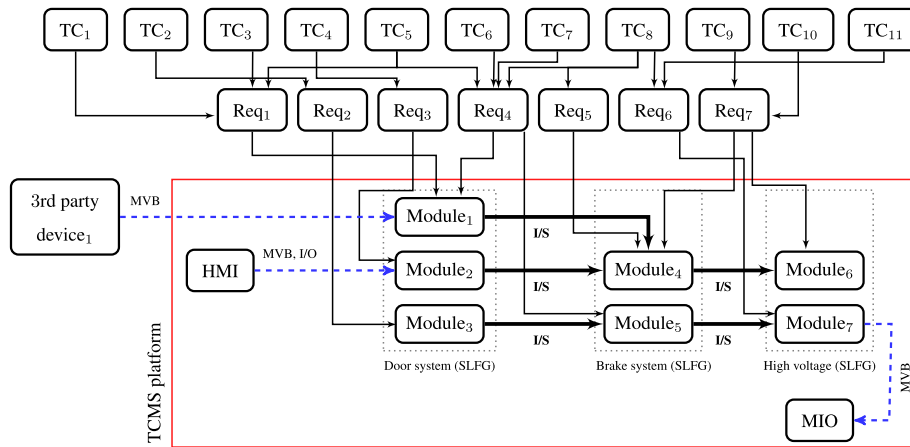 TC₁ TC₂ TC₃ TC₄ TC₅ TC₆ TC₇ TC₈ TC₉ TC₁₀ TC₁₁
Req₁ Req₂ Req₃ Req₄ Req₅ Req₆ Req₇
3rd party
device₁
MVB
Module₁
I/S
HMI
MVB, I/O
Module₂
I/S
Module₄
I/S
Module₆
Module₃
I/S
Module₅
I/S
Module₇
Door system (SLFG)
Brake system (SLFG)
High voltage (SLFG)
MVB
MIO
TCMS platform